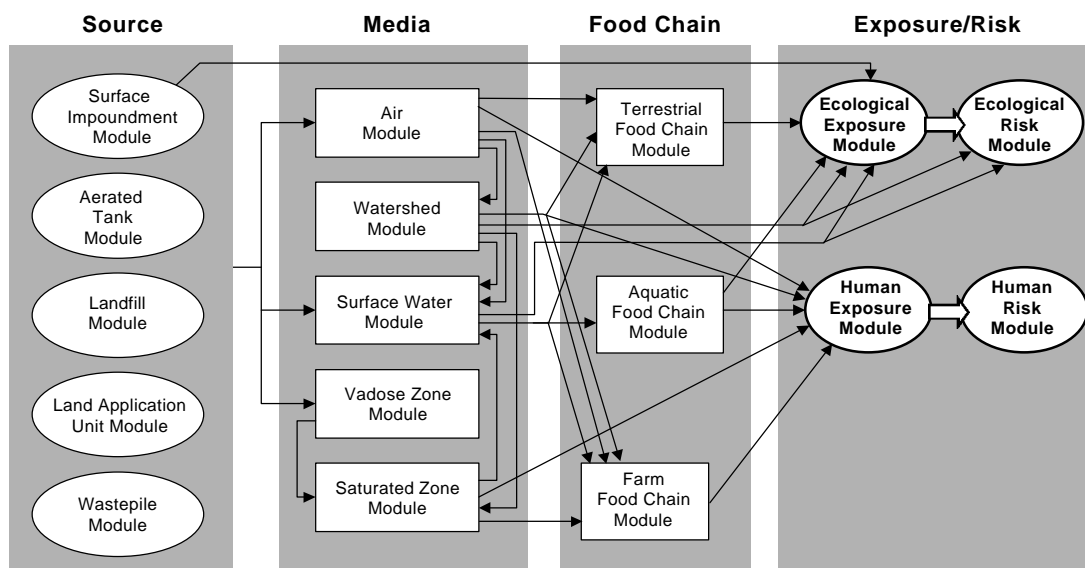 Source
Media
Food Chain
Exposure/Risk
Surface
Impoundment
Module
Aerated
Tank
Module
Landfill
Module
Land Application
Unit Module
Wastepile
Module
Air
Module
Watershed
Module
Surface Water
Module
Vadose Zone
Module
Saturated Zone
Module
Terrestrial
Food Chain
Module
Aquatic
Food Chain
Module
Farm
Food Chain
Module
Ecological
Exposure
Module
Ecological
Risk
Module
Human
Exposure
Module
Human
Risk
Module